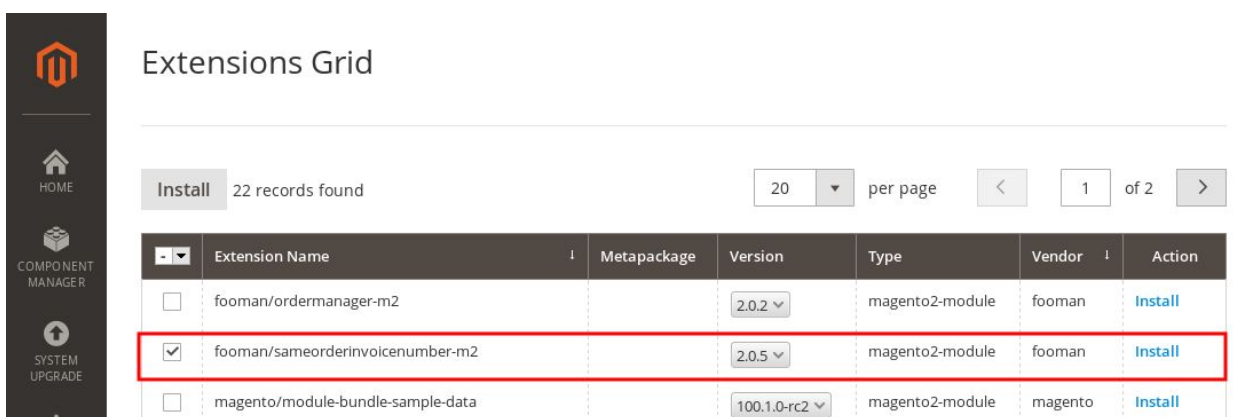 Extensions Grid
HOME
Install 22 records found 20 per page 1 of 2
COMPONENT
MANAGER
- Extension Name ↓ Metapackage Version Type Vendor ↓ Action
fooman/ordermanager-m2 2.0.2 magento2-module fooman Install
SYSTEM
UPGRADE
fooman/sameorderinvoicenumber-m2 2.0.5 magento2-module fooman Install
magento/module-bundle-sample-data 100.1.0-rc2 magento2-module magento Install